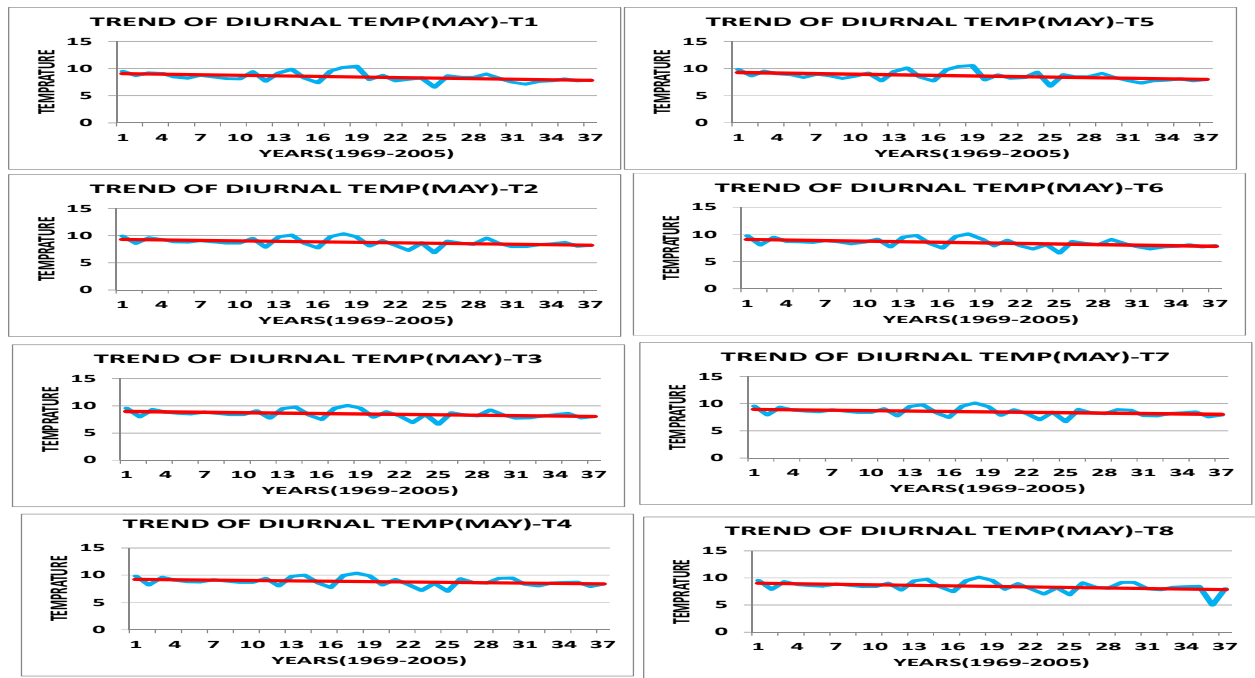 TREND OF DIURNAL TEMP(MAY)-T1
TEMPRATURE
15
10
5
0
1 4 7 10 13 16 19 22 25 28 31 34 37
YEARS(1969-2005)
TREND OF DIURNAL TEMP(MAY)-T5
TEMPRATURE
15
10
5
0
1 4 7 10 13 16 19 22 25 28 31 34 37
YEARS(1969-2005)
TREND OF DIURNAL TEMP(MAY)-T2
TEMPRATURE
15
10
5
0
1 4 7 10 13 16 19 22 25 28 31 34 37
YEARS(1969-2005)
TREND OF DIURNAL TEMP(MAY)-T6
TEMPRATURE
15
10
5
0
1 4 7 10 13 16 19 22 25 28 31 34 37
YEARS(1969-2005)
TREND OF DIURNAL TEMP(MAY)-T3
TEMPRATURE
15
10
5
0
1 4 7 10 13 16 19 22 25 28 31 34 37
YEARS(1969-2005)
TREND OF DIURNAL TEMP(MAY)-T7
TEMPRATURE
15
10
5
0
1 4 7 10 13 16 19 22 25 28 31 34 37
YEARS(1969-2005)
TREND OF DIURNAL TEMP(MAY)-T4
TEMPRATURE
15
10
5
0
1 4 7 10 13 16 19 22 25 28 31 34 37
YEARS(1969-2005)
TREND OF DIURNAL TEMP(MAY)-T8
TEMPRATURE
15
10
5
0
1 4 7 10 13 16 19 22 25 28 31 34 37
YEARS(1969-2005)